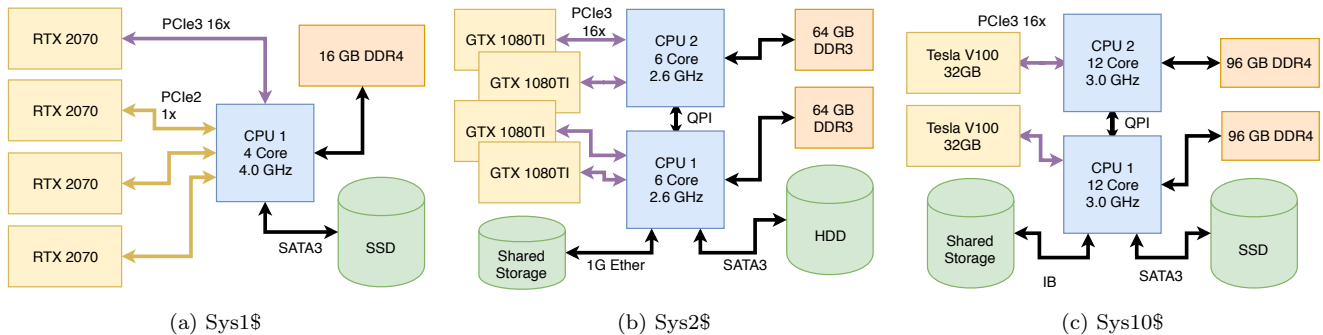 RTX 2070
PCIe3 16x
16 GB DDR4
RTX 2070
PCIe2
1x
CPU 1
4 Core
4.0 GHz
RTX 2070
RTX 2070
SATA3
SSD
(a) Sys1$
GTX 1080TI
PCIe3
16x
CPU 2
6 Core
2.6 GHz
64 GB
DDR3
GTX 1080TI
GTX 1080TI
QPI
64 GB
DDR3
GTX 1080TI
CPU 1
6 Core
2.6 GHz
Shared
Storage
1G Ether
SATA3
HDD
(b) Sys2$
PCIe3 16x
Tesla V100
32GB
CPU 2
12 Core
3.0 GHz
96 GB DDR4
Tesla V100
32GB
QPI
96 GB DDR4
CPU 1
12 Core
3.0 GHz
Shared
Storage
IB
SATA3
SSD
(c) Sys10$